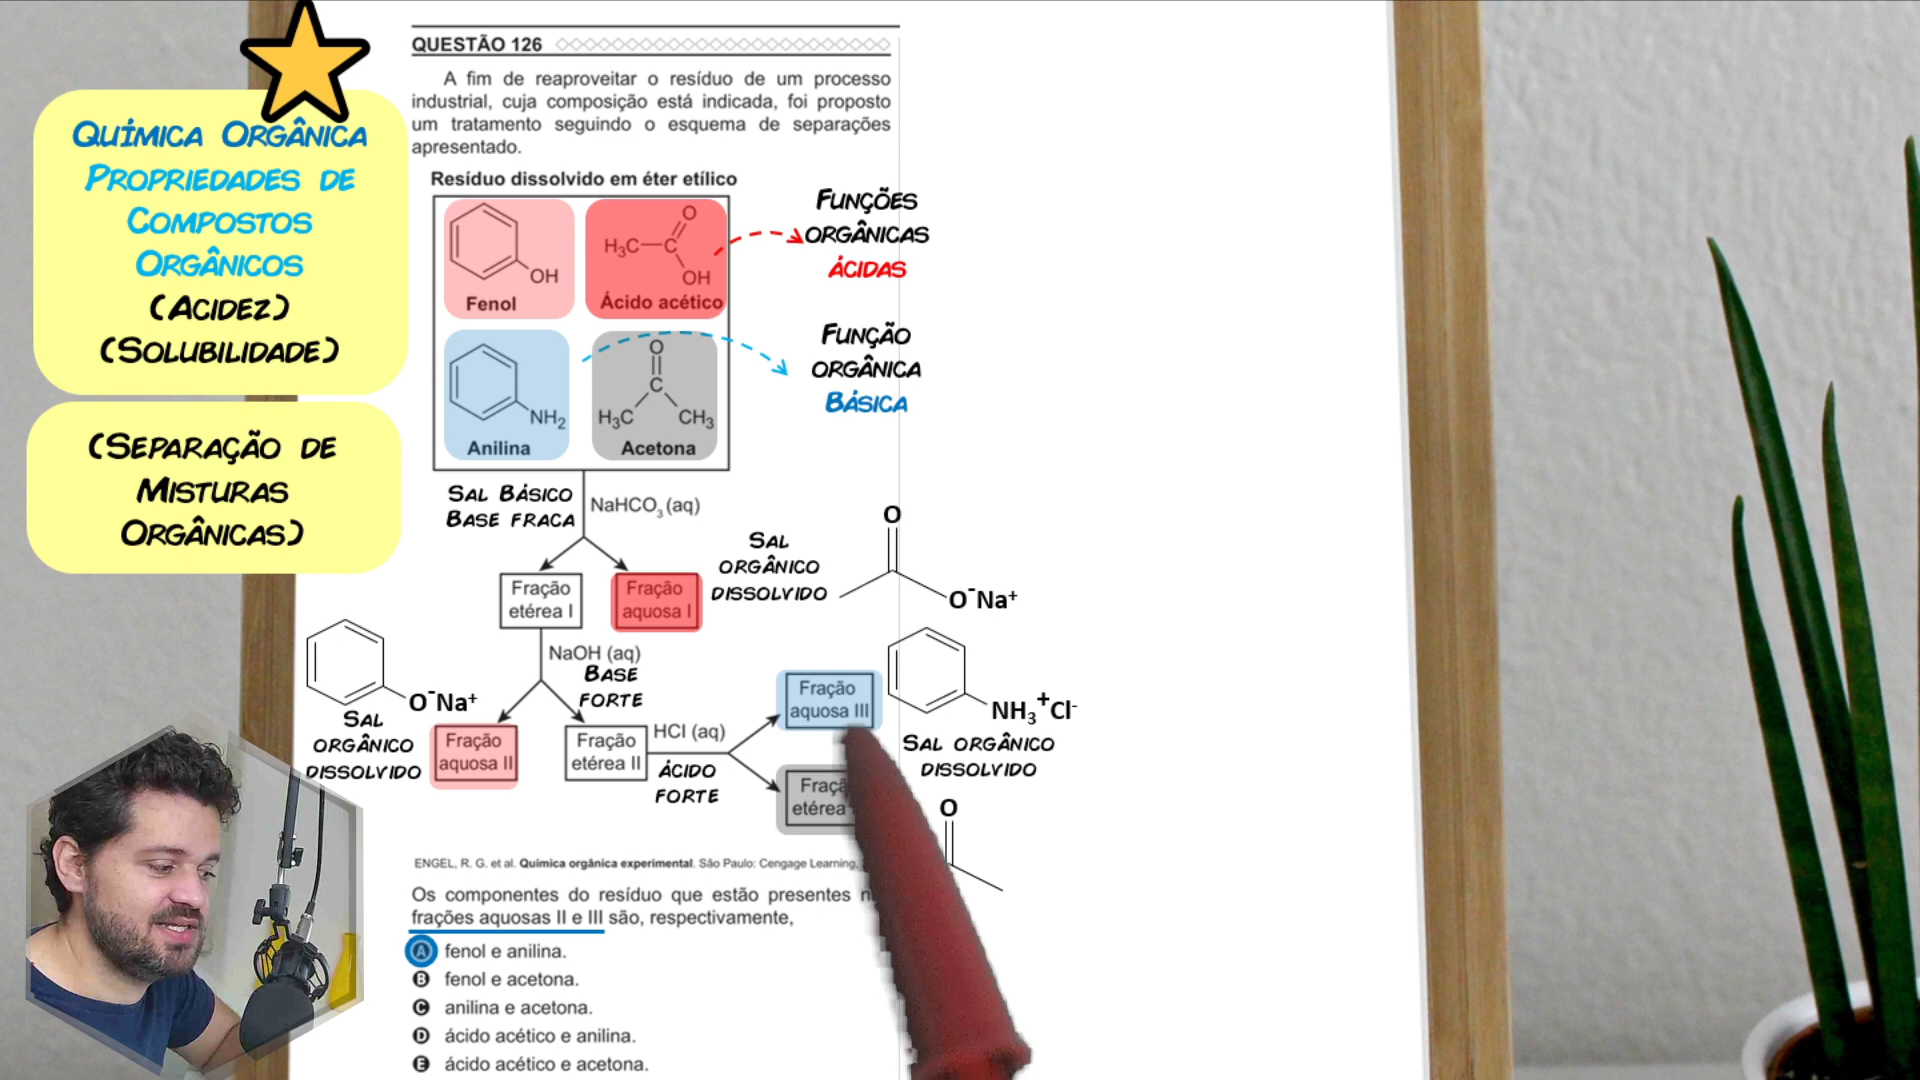 QUÍMICA ORGÂNICA
PROPRIEDADES DE
COMPOSTOS
ORGÂNICOS
(ACIDEZ)
(SOLUBILIDADE)
(SEPARAÇÃO DE
MISTURAS
ORGÂNICAS)
QUESTÃO 126
A fim de reaproveitar o resíduo de um processo
industrial, cuja composição está indicada, foi proposto
um tratamento seguindo o esquema de separações
apresentado.
Resíduo dissolvido em éter etílico
OH
Fenol
O
H₃C
C
OH
Ácido acético
NH₂
Anilina
O
C
H₃C
CH₃
Acetona
FUNÇÕES
ORGÂNICAS
ÁCIDAS
FUNÇÃO
ORGÂNICA
BÁSICA
SAL BÁSICO
BASE FRACA
NaHCO₃ (aq)
Fração
etérea I
Fração
aquosa I
SAL
ORGÂNICO
DISSOLVIDO
O
O⁻Na⁺
NaOH (aq)
BASE
FORTE
O⁻Na⁺
SAL
ORGÂNICO
DISSOLVIDO
Fração
aquosa II
Fração
etérea II
HCl (aq)
ÁCIDO
FORTE
Fração
aquosa III
NH₃⁺Cl⁻
SAL ORGÂNICO
DISSOLVIDO
etérea
O
ENGEL, R. G. et al. Química orgânica experimental. São Paulo: Cengage Learning,
Os componentes do resíduo que estão presentes
frações aquosas II e III são, respectivamente,
A fenol e anilina.
B fenol e acetona.
C anilina e acetona.
D ácido acético e anilina.
E ácido acético e acetona.